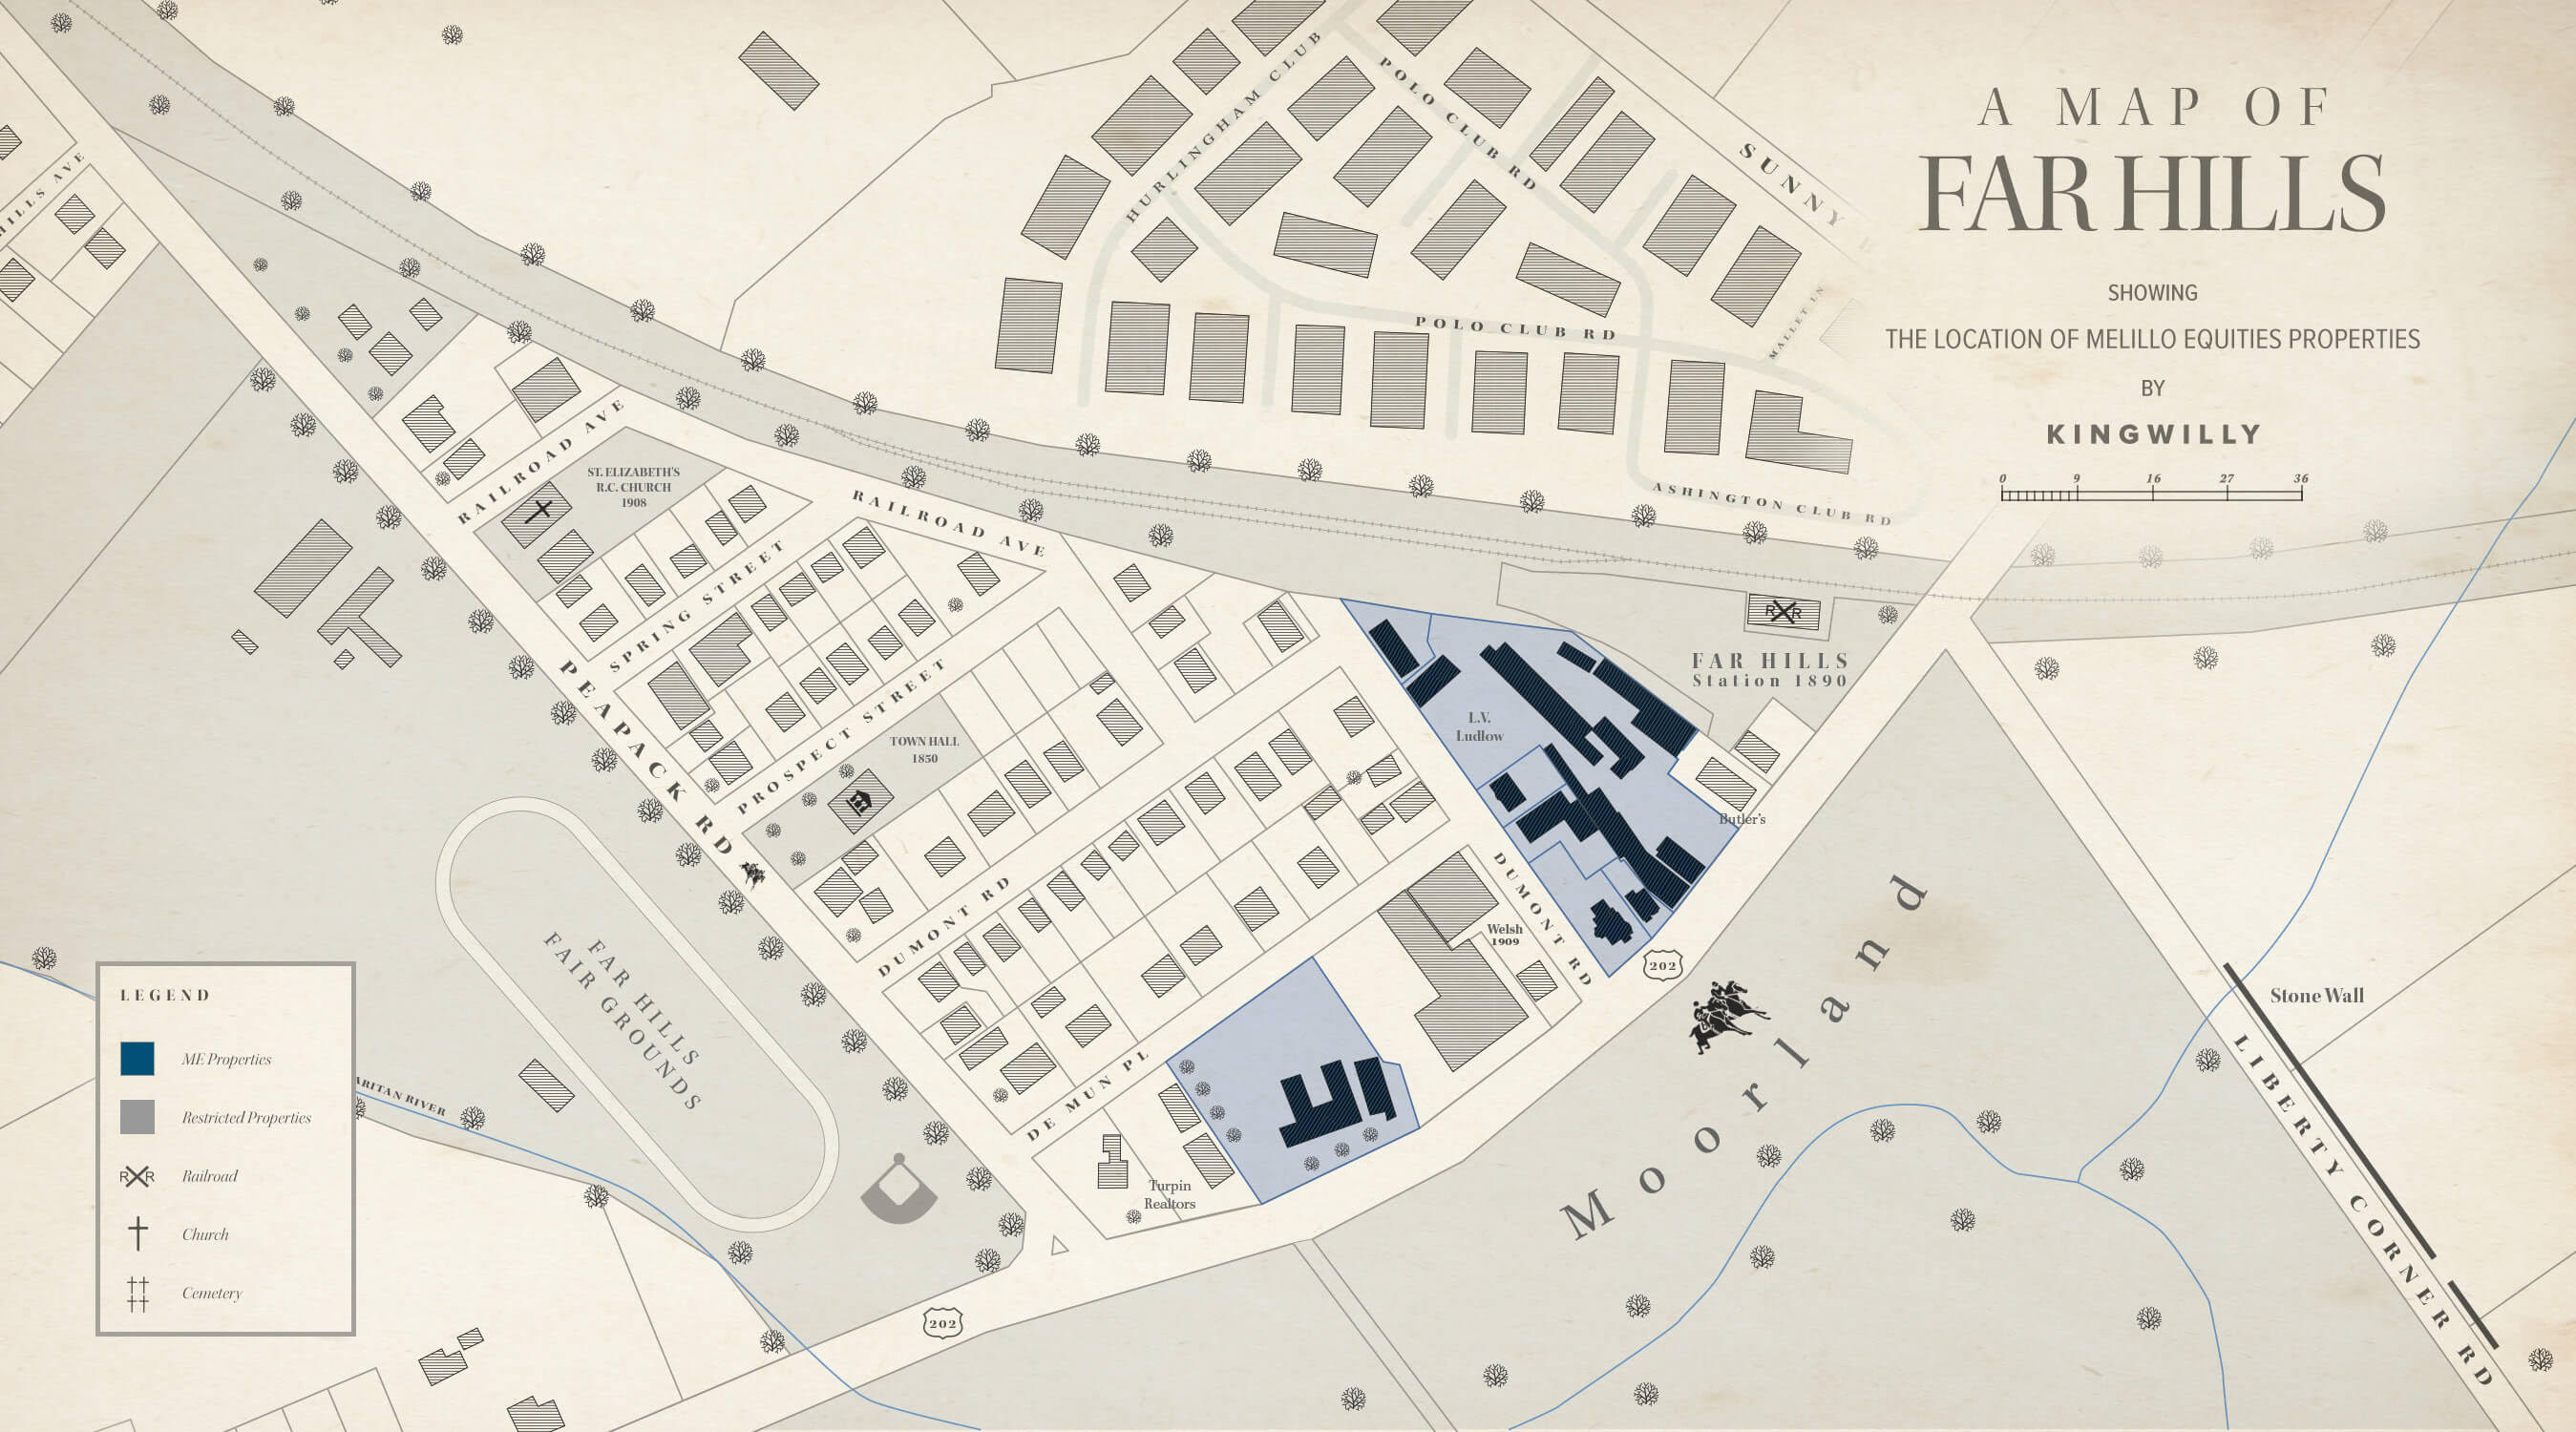 A MAP OF
FAR HILLS
SHOWING
THE LOCATION OF MELILLO EQUITIES PROPERTIES
BY
KINGWILLY
0 9 16 27 36
HILLS AVE
HURLINGHAM CLUB
POLO CLUB RD
SUNNY
POLO CLUB RD
MALLET LN
ASHINGTON CLUB RD
RAILROAD AVE
ST. ELIZABETH'S
R.C. CHURCH
1908
RAILROAD AVE
SPRING STREET
PEAPACK RD
PROSPECT STREET
TOWN HALL
1850
R R
FAR HILLS
Station 1890
L.V.
Ludlow
Butler's
DUMONT RD
DUMONT RD
Welsh
1909
202
DE MUN PL
Turpin
Realtors
FAR HILLS
FAIR GROUNDS
Moorland
Stone Wall
LIBERTY CORNER RD
202
ARITAN RIVER
LEGEND
ME Properties
Restricted Properties
R R
Railroad
Church
Cemetery